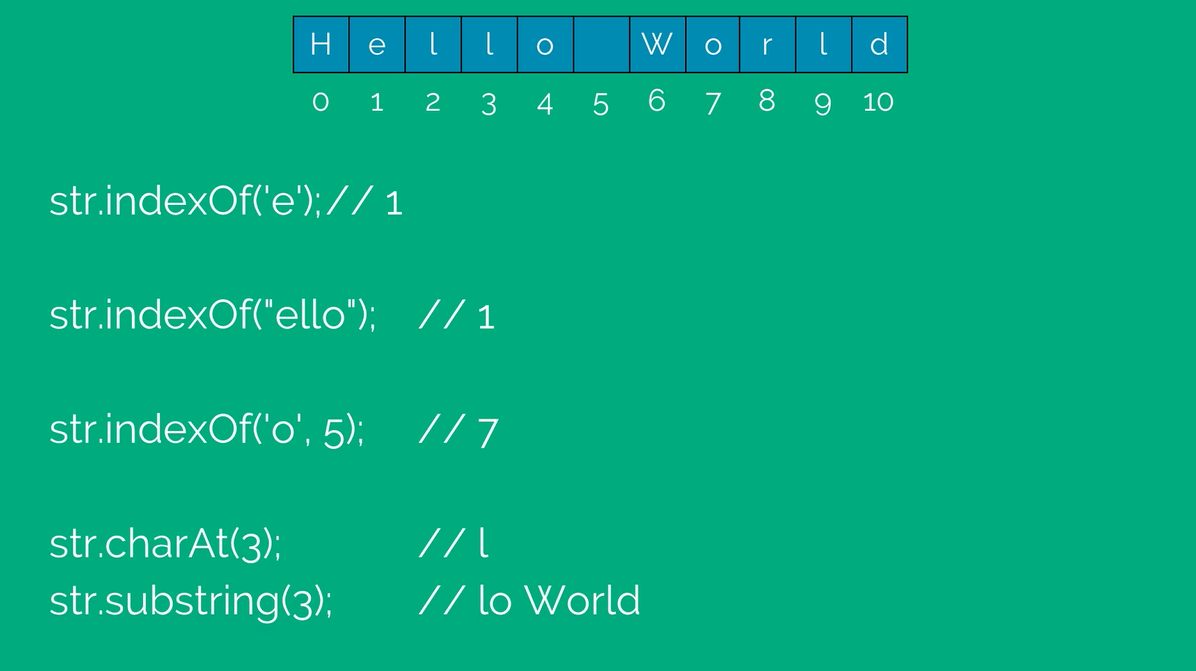 H e l l o W o r l d
0 1 2 3 4 5 6 7 8 9 10
str.indexOf('e');// 1
str.indexOf("ello"); // 1
str.indexOf('o', 5); // 7
str.charAt(3); // l
str.substring(3); // lo World